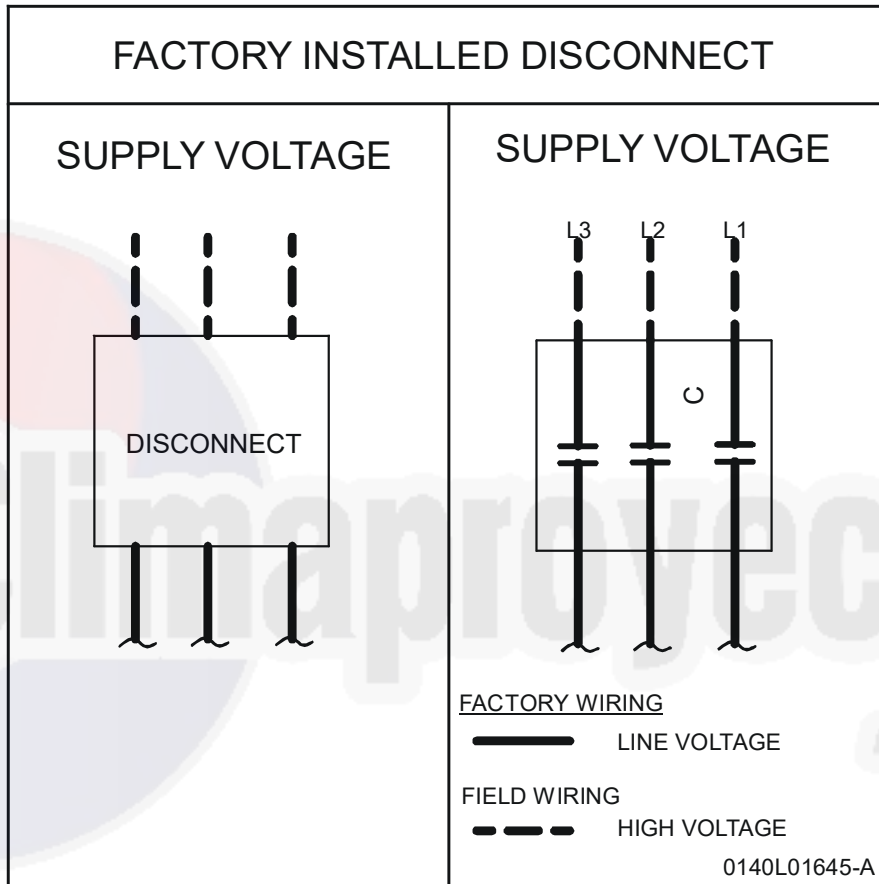 FACTORY INSTALLED DISCONNECT
SUPPLY VOLTAGE
DISCONNECT
SUPPLY VOLTAGE
L3 L2 L1
C
FACTORY WIRING
LINE VOLTAGE
FIELD WIRING
HIGH VOLTAGE
0140L01645-A
climaproyec